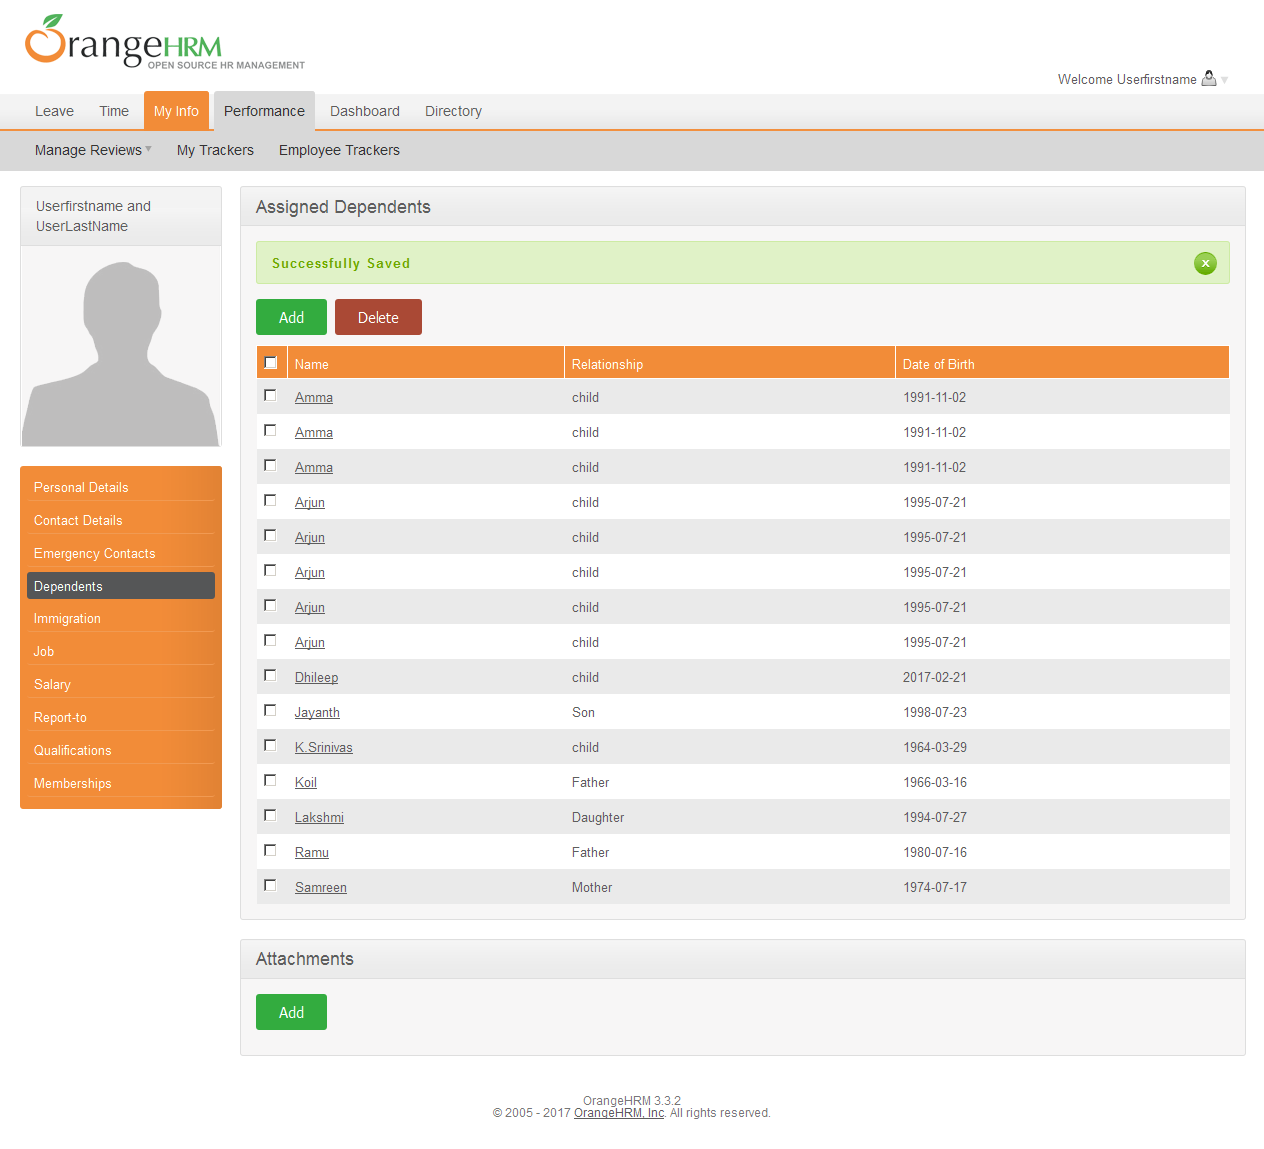 OrangeHRM
OPEN SOURCE HR MANAGEMENT
Welcome Userfirstname
Leave Time My Info Performance Dashboard Directory
Manage Reviews My Trackers Employee Trackers
Userfirstname and
UserLastName
Personal Details
Contact Details
Emergency Contacts
Dependents
Immigration
Job
Salary
Report-to
Qualifications
Memberships
Assigned Dependents
Successfully Saved x
Add Delete
Name Relationship Date of Birth
Amma child 1991-11-02
Amma child 1991-11-02
Amma child 1991-11-02
Arjun child 1995-07-21
Arjun child 1995-07-21
Arjun child 1995-07-21
Arjun child 1995-07-21
Arjun child 1995-07-21
Dhileep child 2017-02-21
Jayanth Son 1998-07-23
K.Srinivas child 1964-03-29
Koil Father 1966-03-16
Lakshmi Daughter 1994-07-27
Ramu Father 1980-07-16
Samreen Mother 1974-07-17
Attachments
Add
OrangeHRM 3.3.2
© 2005 - 2017 OrangeHRM, Inc. All rights reserved.